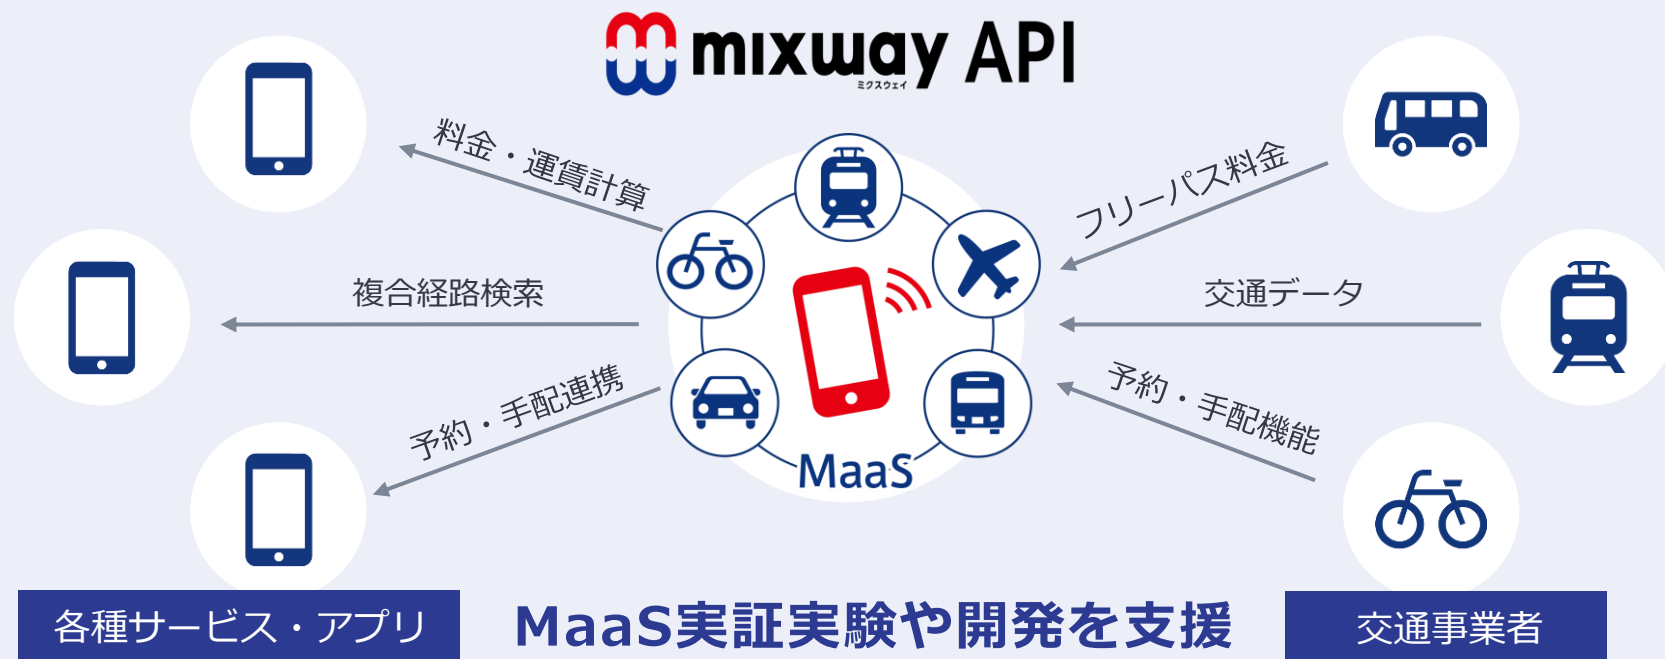 mixway API
ミクスウェイ
料金・運賃計算
フリーパス料金
複合経路検索
交通データ
予約・手配連携
予約・手配機能
MaaS
各種サービス・アプリ
MaaS実証実験や開発を支援
交通事業者